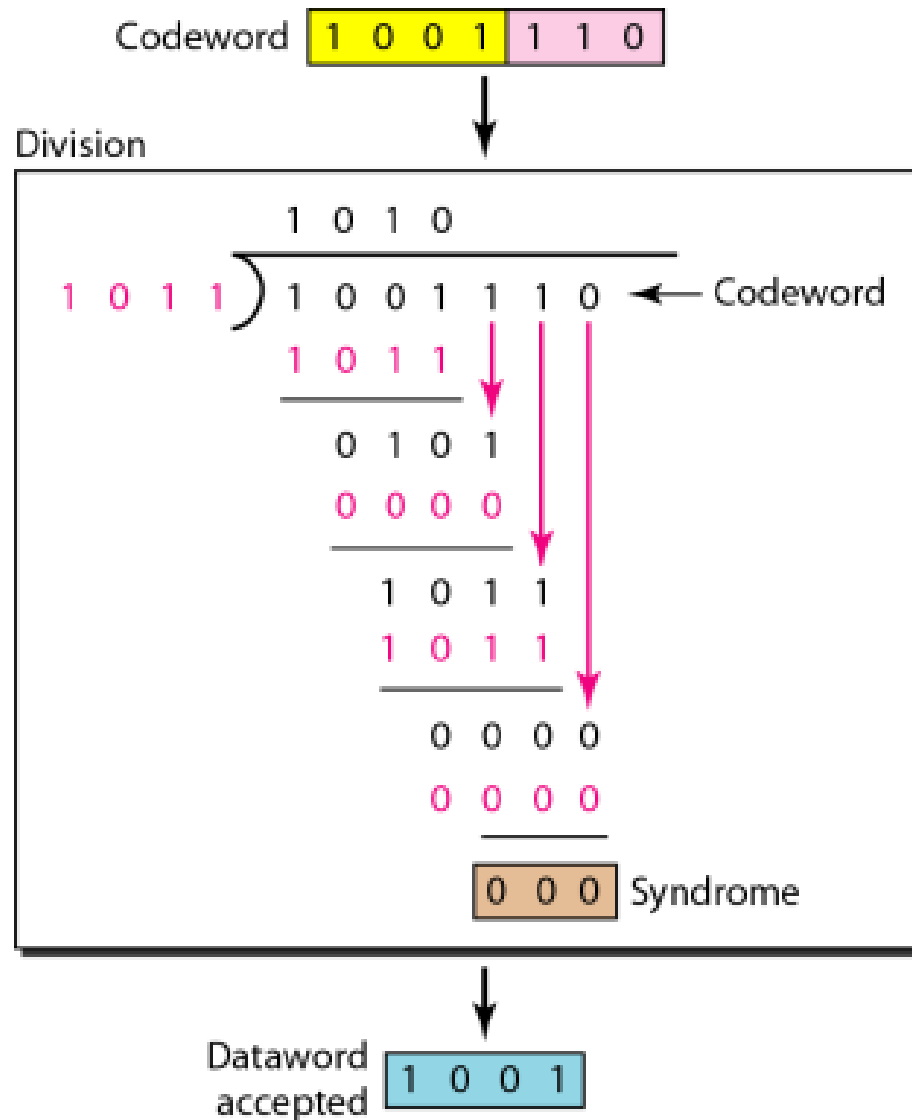 Codeword 1 0 0 1 1 1 0
Division
1 0 1 0
1 0 1 1 1 0 0 1 1 1 0 Codeword
1 0 1 1
0 1 0 1
0 0 0 0
1 0 1 1
1 0 1 1
0 0 0 0
0 0 0 0
0 0 0 Syndrome
Dataword
accepted 1 0 0 1